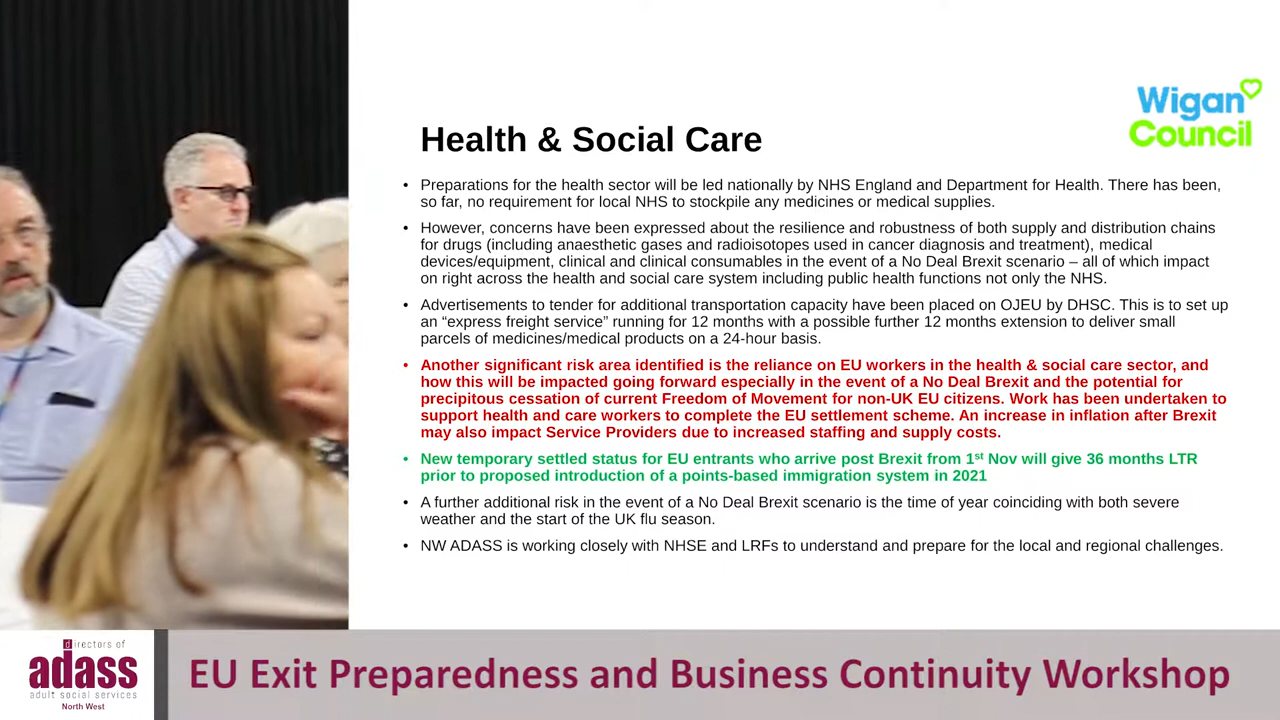 Wigan
Council
Health & Social Care
• Preparations for the health sector will be led nationally by NHS England and Department for Health. There has been,
so far, no requirement for local NHS to stockpile any medicines or medical supplies.
• However, concerns have been expressed about the resilience and robustness of both supply and distribution chains
for drugs (including anaesthetic gases and radioisotopes used in cancer diagnosis and treatment), medical
devices/equipment, clinical and clinical consumables in the event of a No Deal Brexit scenario – all of which impact
on right across the health and social care system including public health functions not only the NHS.
• Advertisements to tender for additional transportation capacity have been placed on OJEU by DHSC. This is to set up
an “express freight service” running for 12 months with a possible further 12 months extension to deliver small
parcels of medicines/medical products on a 24-hour basis.
• Another significant risk area identified is the reliance on EU workers in the health & social care sector, and
how this will be impacted going forward especially in the event of a No Deal Brexit and the potential for
precipitous cessation of current Freedom of Movement for non-UK EU citizens. Work has been undertaken to
support health and care workers to complete the EU settlement scheme. An increase in inflation after Brexit
may also impact Service Providers due to increased staffing and supply costs.
• New temporary settled status for EU entrants who arrive post Brexit from 1st Nov will give 36 months LTR
prior to proposed introduction of a points-based immigration system in 2021
• A further additional risk in the event of a No Deal Brexit scenario is the time of year coinciding with both severe
weather and the start of the UK flu season.
• NW ADASS is working closely with NHSE and LRFs to understand and prepare for the local and regional challenges.
directors of
adass
adult social services
North West
EU Exit Preparedness and Business Continuity Workshop